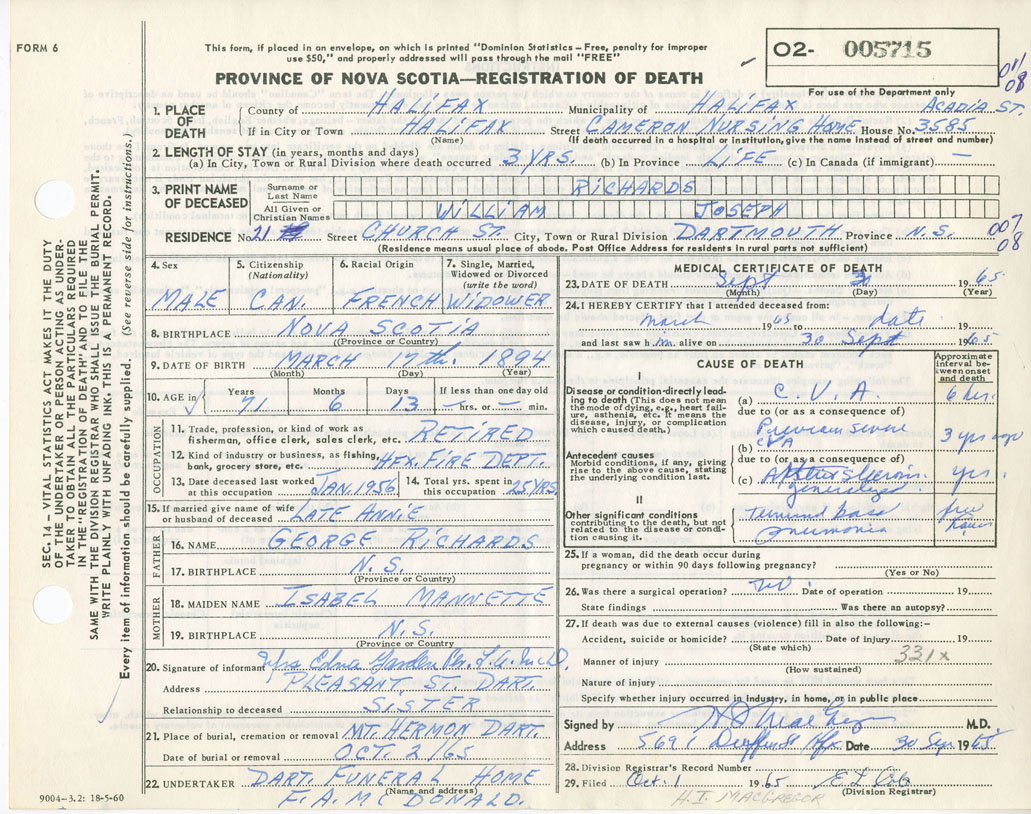 FORM 6
This form, if placed in an envelope, on which is printed "Dominion Statistics – Free, penalty for improper
use $50," and properly addressed will pass through the mail "FREE"
PROVINCE OF NOVA SCOTIA—REGISTRATION OF DEATH
O2- 005715
For use of the Department only
011/08
1. PLACE OF DEATH County of HALIFAX Municipality of HALIFAX ACADIA ST.
If in City or Town HALIFAX Street CAMERON NURSING HOME House No. 3585
(Name) (If death occurred in a hospital or institution, give the name instead of street and number)
2. LENGTH OF STAY (in years, months and days)
(a) In City, Town or Rural Division where death occurred 3 YRS. (b) In Province LIFE (c) In Canada (if immigrant) —
3. PRINT NAME OF DECEASED Surname or Last Name RICHARDS
All Given or Christian Names WILLIAM JOSEPH
RESIDENCE No. 21 Street CHURCH ST. City, Town or Rural Division DARTMOUTH Province N.S. 007/08
(Residence means usual place of abode. Post Office Address for residents in rural parts not sufficient)
4. Sex MALE
5. Citizenship (Nationality) CAN.
6. Racial Origin FRENCH
7. Single, Married, Widowed or Divorced (write the word) WIDOWER
8. BIRTHPLACE NOVA SCOTIA
(Province or Country)
9. DATE OF BIRTH MARCH 17th. 1894
(Month) (Day) (Year)
10. AGE in Years 71 Months 6 Days 13 If less than one day old — hrs. or — min.
OCCUPATION
11. Trade, profession, or kind of work as fisherman, office clerk, sales clerk, etc. RETIRED
12. Kind of industry or business, as fishing, bank, grocery store, etc. HFX. FIRE DEPT.
13. Date deceased last worked at this occupation JAN. 1956 14. Total yrs. spent in this occupation 25 YRS.
15. If married give name of wife or husband of deceased LATE ANNIE
FATHER
16. NAME GEORGE RICHARDS
17. BIRTHPLACE N.S.
(Province or Country)
MOTHER
18. MAIDEN NAME ISABEL MANNETTE
19. BIRTHPLACE N.S.
(Province or Country)
20. Signature of informant Mrs Edna
Address PLEASANT ST. DART.
Relationship to deceased SISTER
21. Place of burial, cremation or removal MT. HERMON DART.
Date of burial or removal OCT. 2/65
22. UNDERTAKER DART. FUNERAL HOME
(Name and address)
F. A. MCDONALD.
9004–3.2: 18-5-60
MEDICAL CERTIFICATE OF DEATH
23. DATE OF DEATH Sept 30 1965
(Month) (Day) (Year)
24. I HEREBY CERTIFY that I attended deceased from:
March 1965 to date 19
and last saw him alive on 30 Sept 1965
CAUSE OF DEATH
Approximate interval between onset and death
I
Disease or condition directly leading to death (This does not mean the mode of dying, e.g., heart failure, asthenia, etc. It means the disease, injury, or complication which caused death.)
(a) C.V.A.
due to (or as a consequence of)
Previous severe
(b) CVA 3 yrs ago
Antecedent causes
Morbid conditions, if any, giving rise to the above cause, stating the underlying condition last.
due to (or as a consequence of)
(c) yrs.
generalized
II
Other significant conditions
contributing to the death, but not related to the disease or condition causing it.
pneumonia
25. If a woman, did the death occur during
pregnancy or within 90 days following pregnancy?
(Yes or No)
26. Was there a surgical operation? no. Date of operation
State findings Was there an autopsy?
27. If death was due to external causes (violence) fill in also the following:–
Accident, suicide or homicide? Date of injury 19
(State which)
Manner of injury 331x
(How sustained)
Nature of injury
Specify whether injury occurred in industry, in home, or in public place
Signed by M.D.
Address 5691 Hfx. Date 30 Sep. 1965
28. Division Registrar's Record Number
29. Filed Oct. 1 1965
(Division Registrar)
H. I. MACGREGOR
SEC. 14 – VITAL STATISTICS ACT MAKES IT THE DUTY
OF THE UNDERTAKER OR PERSON ACTING AS UNDER-
TAKER TO OBTAIN ALL THE PARTICULARS REQUIRED
IN THE "REGISTRATION OF DEATH" AND TO FILE THE
SAME WITH THE DIVISION REGISTRAR WHO SHALL ISSUE THE BURIAL PERMIT.
WRITE PLAINLY WITH UNFADING INK. THIS IS A PERMANENT RECORD.
Every item of information should be carefully supplied. (See reverse side for instructions.)